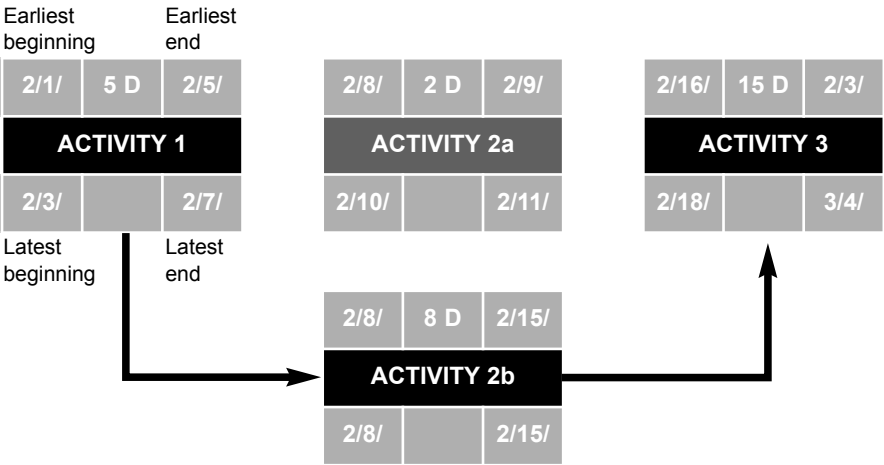 Earliest
beginning
Earliest
end
2/1/ 5 D 2/5/
ACTIVITY 1
2/3/ 2/7/
Latest
beginning
Latest
end
2/8/ 2 D 2/9/
ACTIVITY 2a
2/10/ 2/11/
2/8/ 8 D 2/15/
ACTIVITY 2b
2/8/ 2/15/
2/16/ 15 D 2/3/
ACTIVITY 3
2/18/ 3/4/